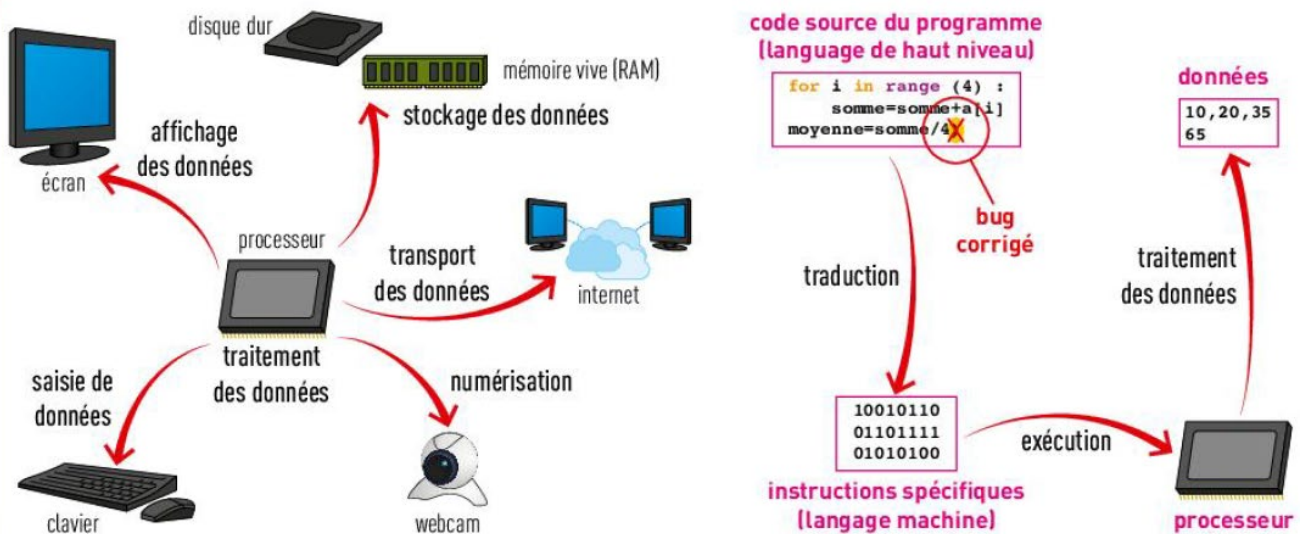 disque dur
mémoire vive (RAM)
stockage des données
affichage
des données
écran
processeur
transport
des données
internet
traitement
des données
saisie de
données
numérisation
clavier
webcam
code source du programme
(language de haut niveau)
for i in range (4) :
somme=somme+a[i]
moyenne=somme/4
bug
corrigé
traduction
10010110
01101111
01010100
instructions spécifiques
(langage machine)
exécution
données
10,20,35
65
traitement
des données
processeur